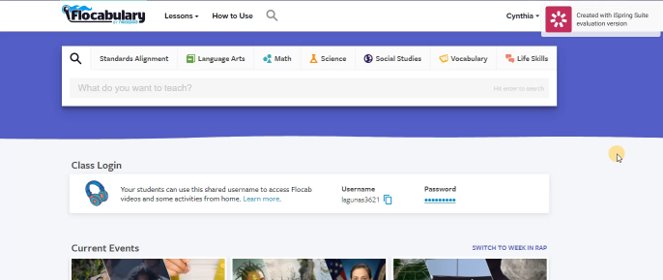 Flocabulary
Lessons
How to Use
Cynthia
Created with iSpring Suite
evaluation version
Standards Alignment
Language Arts
Math
Science
Social Studies
Vocabulary
Life Skills
What do you want to teach?
Hit enter to search
Class Login
Your students can use this shared username to access Flocab
videos and some activities from home. Learn more.
Username
lagunas3621
Password
•••••••••
Current Events
SWITCH TO WEEK IN RAP